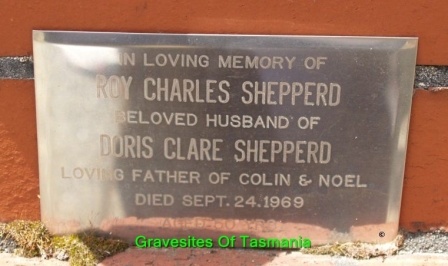 IN LOVING MEMORY OF
ROY CHARLES SHEPPERD
BELOVED HUSBAND OF
DORIS CLARE SHEPPERD
LOVING FATHER OF COLIN & NOEL
DIED SEPT. 24.1969
Gravesites Of Tasmania
©